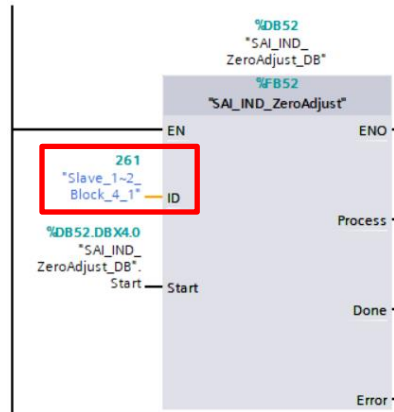 %DB52
"SAI_IND_
ZeroAdjust_DB"
%FB52
"SAI_IND_ZeroAdjust"
EN
ENO
261
"Slave_1~2_
Block_4_1"
ID
Process
%DB52.DBX4.0
"SAI_IND_
ZeroAdjust_DB".
Start
Start
Done
Error